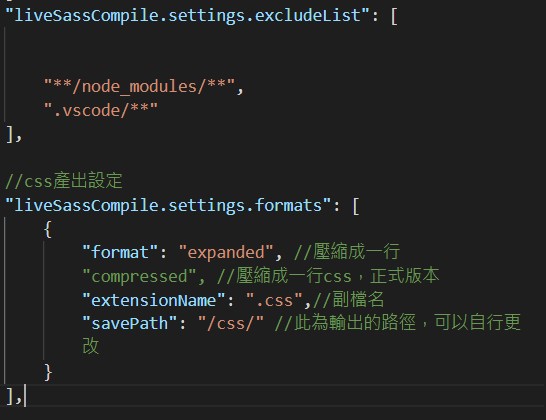 "liveSassCompile.settings.excludeList": [
"**/node_modules/**",
".vscode/**"
],
//css產出設定
"liveSassCompile.settings.formats": [
{
"format": "expanded", //壓縮成一行
"compressed", //壓縮成一行css，正式版本
"extensionName": ".css",//副檔名
"savePath": "/css/" //此為輸出的路徑，可以自行更
改
}
],